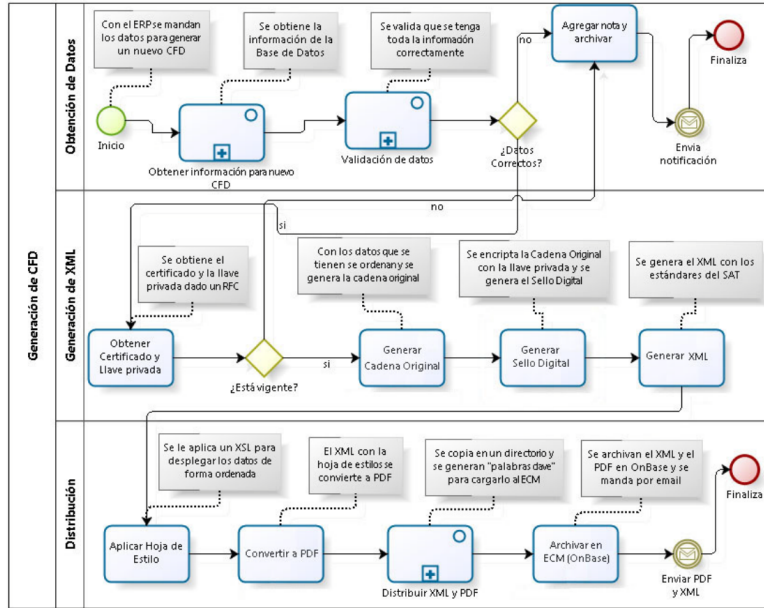 Generación de CFD
Obtención de Datos
Con el ERP se mandan
los datos para generar
un nuevo CFD
Se obtiene la
información de la
Base de Datos
Se valida que se tenga
toda la información
correctamente
no
Agregar nota y
archivar
Finaliza
Inicio
Obtener información para nuevo
CFD
Validación de datos
¿Datos
Correctos?
Envia
notificación
Generación de XML
no
si
Se obtiene el
certificado y la llave
privada dado un RFC
Con los datos que se
tienen se ordenan y se
genera la cadena original
Se encripta la Cadena Original
con la llave privada y se
genera el Sello Digital
Se genera el XML con los
estándares del SAT
Obtener
Certificado y
Llave privada
¿Está vigente?
si
Generar
Cadena Original
Generar
Sello Digital
Generar XML
Distribución
Se le aplica un XSL para
desplegar los datos de
forma ordenada
El XML con la
hoja de estilos se
convierte a PDF
Se copia en un directorio y
se generan "palabras clave"
para cargarlo al ECM
Se archivan el XML y el
PDF en OnBase y se
manda por email
Finaliza
Aplicar Hoja de
Estilo
Convertir a PDF
Distribuir XML y PDF
Archivar en
ECM (OnBase)
Enviar PDF
y XML